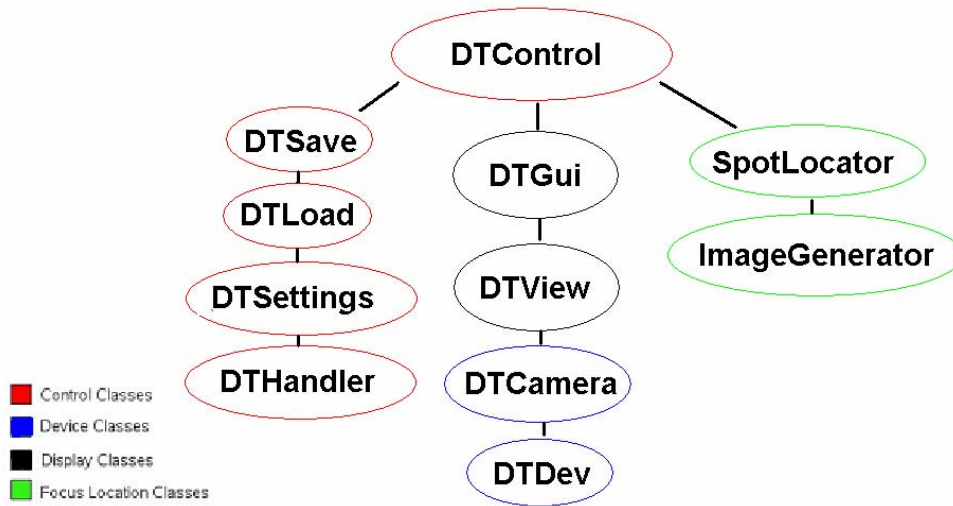 DTControl
DTSave
DTGui
SpotLocator
DTLoad
ImageGenerator
DTSettings
DTView
DTHandler
DTCamera
DTDev
Control Classes
Device Classes
Display Classes
Focus Location Classes